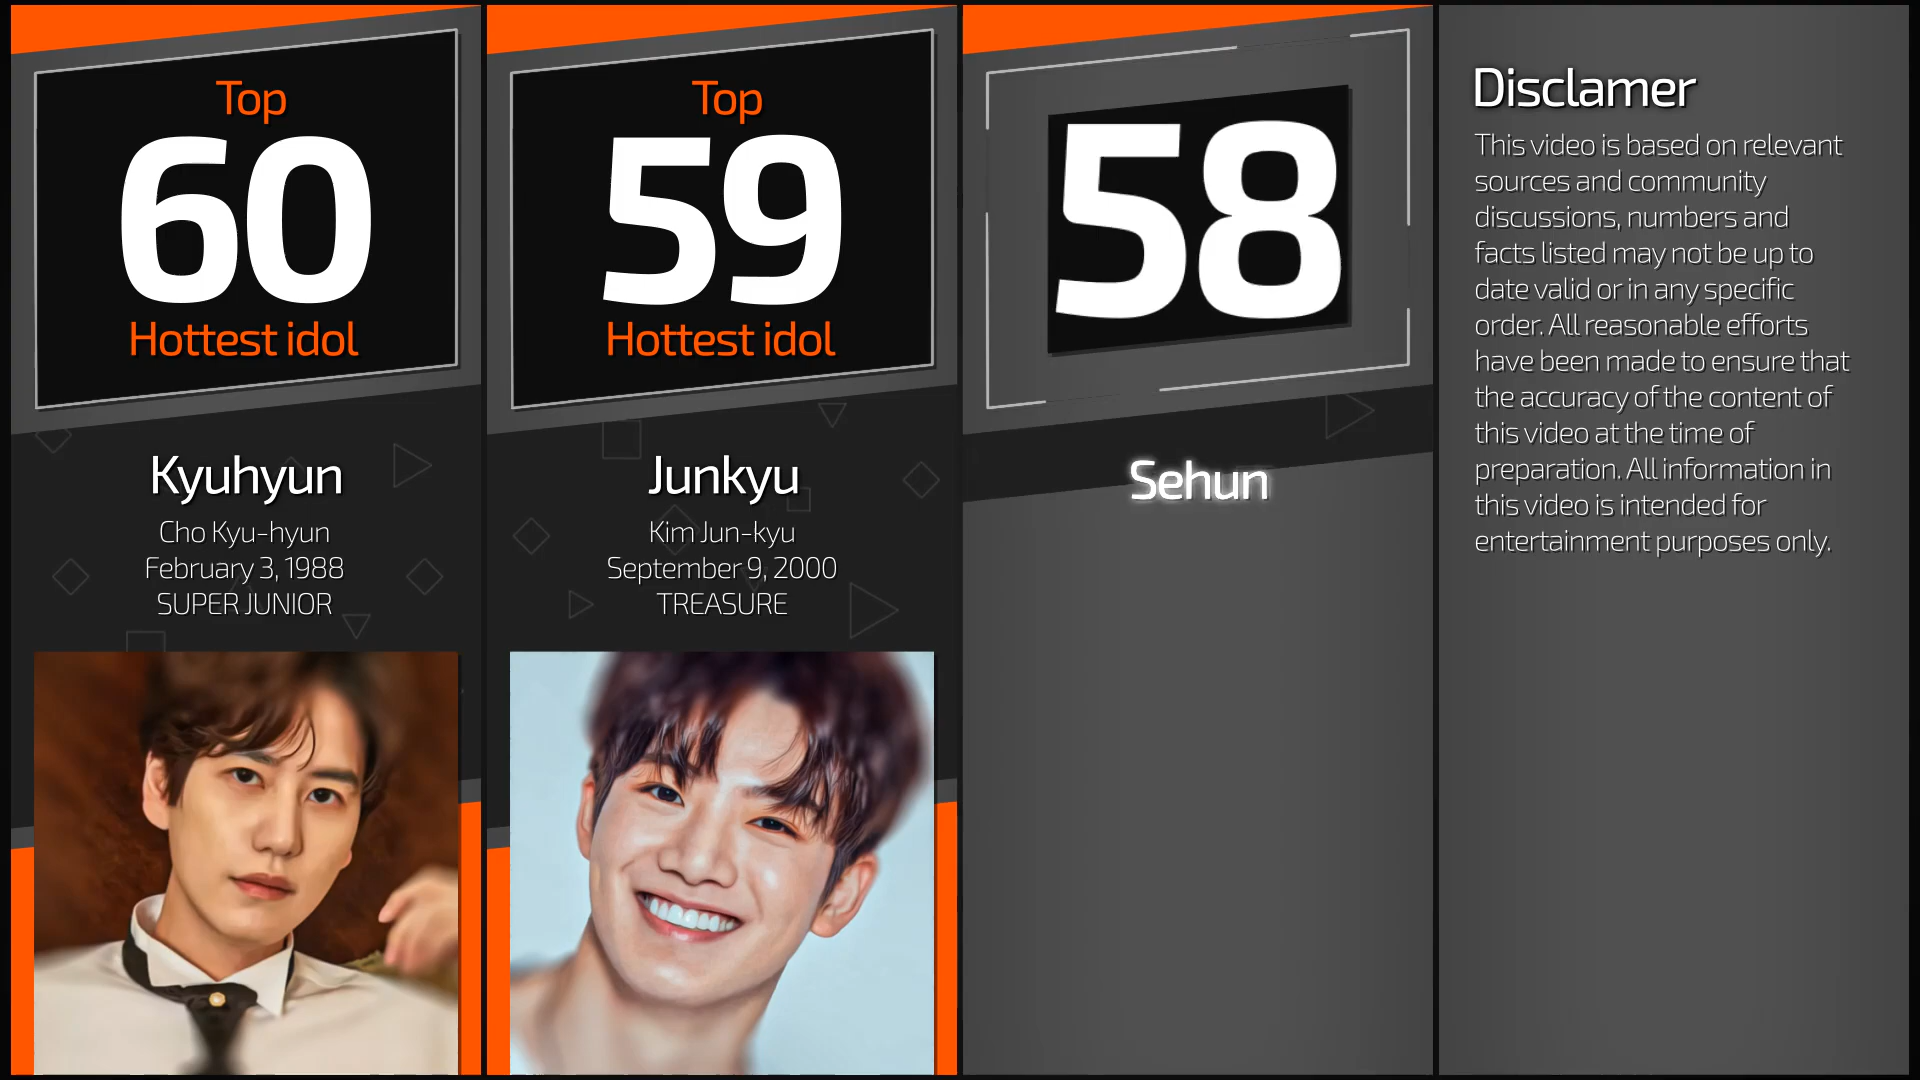 Top
60
Hottest idol
Kyuhyun
Cho Kyu-hyun
February 3, 1988
SUPER JUNIOR
Top
59
Hottest idol
Junkyu
Kim Jun-kyu
September 9, 2000
TREASURE
58
Sehun
Disclamer
This video is based on relevant
sources and community
discussions, numbers and
facts listed may not be up to
date valid or in any specific
order. All reasonable efforts
have been made to ensure that
the accuracy of the content of
this video at the time of
preparation. All information in
this video is intended for
entertainment purposes only.